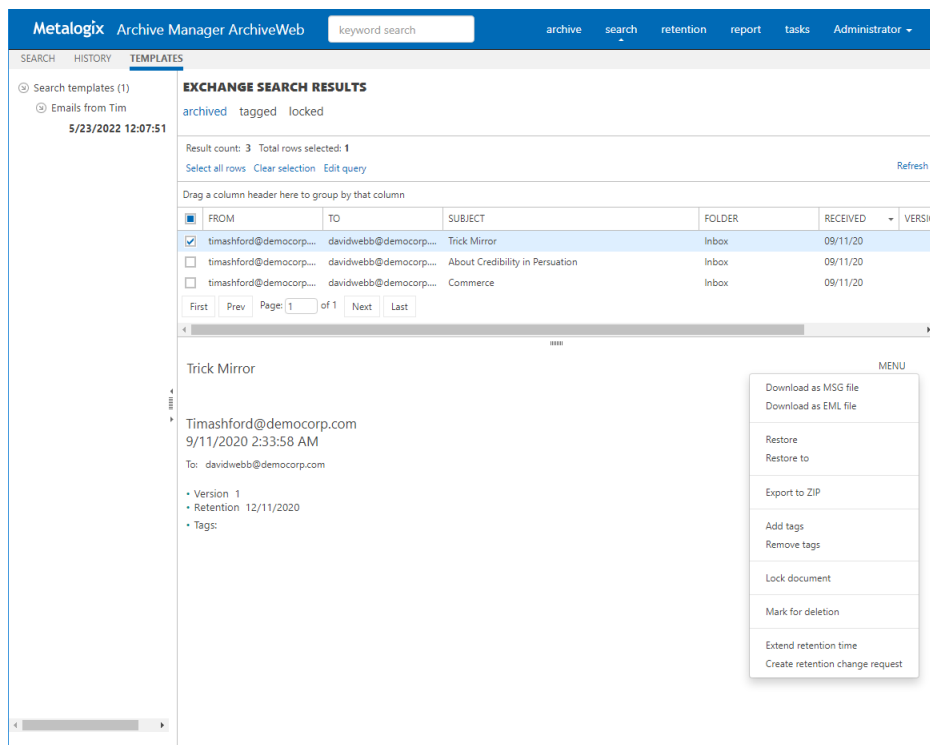 Metalogix Archive Manager ArchiveWeb keyword search archive search retention report tasks Administrator
SEARCH HISTORY TEMPLATES
Search templates (1)
Emails from Tim
5/23/2022 12:07:51
EXCHANGE SEARCH RESULTS
archived tagged locked
Result count: 3 Total rows selected: 1
Select all rows Clear selection Edit query Refresh
Drag a column header here to group by that column
FROM TO SUBJECT FOLDER RECEIVED VERSI
timashford@democorp.... davidwebb@democorp.... Trick Mirror Inbox 09/11/20
timashford@democorp.... davidwebb@democorp.... About Credibility in Persuation Inbox 09/11/20
timashford@democorp.... davidwebb@democorp.... Commerce Inbox 09/11/20
First Prev Page: 1 of 1 Next Last
Trick Mirror MENU
Timashford@democorp.com
9/11/2020 2:33:58 AM
To: davidwebb@democorp.com
• Version 1
• Retention 12/11/2020
• Tags:
Download as MSG file
Download as EML file
Restore
Restore to
Export to ZIP
Add tags
Remove tags
Lock document
Mark for deletion
Extend retention time
Create retention change request